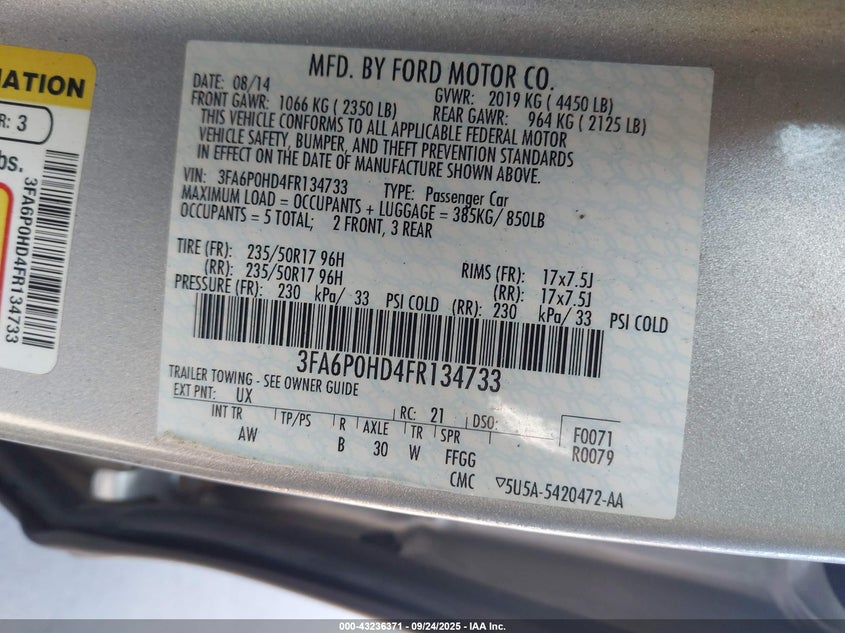 MATION
R: 3
bs.
3FA6P0HD4FR134733
MFD. BY FORD MOTOR CO.
DATE: 08/14 GVWR: 2019 KG ( 4450 LB)
FRONT GAWR: 1066 KG ( 2350 LB) REAR GAWR: 964 KG ( 2125 LB)
THIS VEHICLE CONFORMS TO ALL APPLICABLE FEDERAL MOTOR
VEHICLE SAFETY, BUMPER, AND THEFT PREVENTION STANDARDS
IN EFFECT ON THE DATE OF MANUFACTURE SHOWN ABOVE.
VIN: 3FA6P0HD4FR134733 TYPE: Passenger Car
MAXIMUM LOAD = OCCUPANTS + LUGGAGE = 385KG/ 850LB
OCCUPANTS = 5 TOTAL; 2 FRONT, 3 REAR
TIRE (FR): 235/50R17 96H RIMS (FR): 17x7.5J
(RR): 235/50R17 96H (RR): 17x7.5J
PRESSURE (FR): 230 kPa/ 33 PSI COLD (RR): 230 kPa/ 33 PSI COLD
3FA6P0HD4FR134733
TRAILER TOWING - SEE OWNER GUIDE
EXT PNT: UX RC: 21 DSO:
INT TR TP/PS R AXLE TR SPR F0071
AW B 30 W FFGG R0079
CMC ▽5U5A-5420472-AA
000-43236371 - 09/24/2025 - IAA Inc.